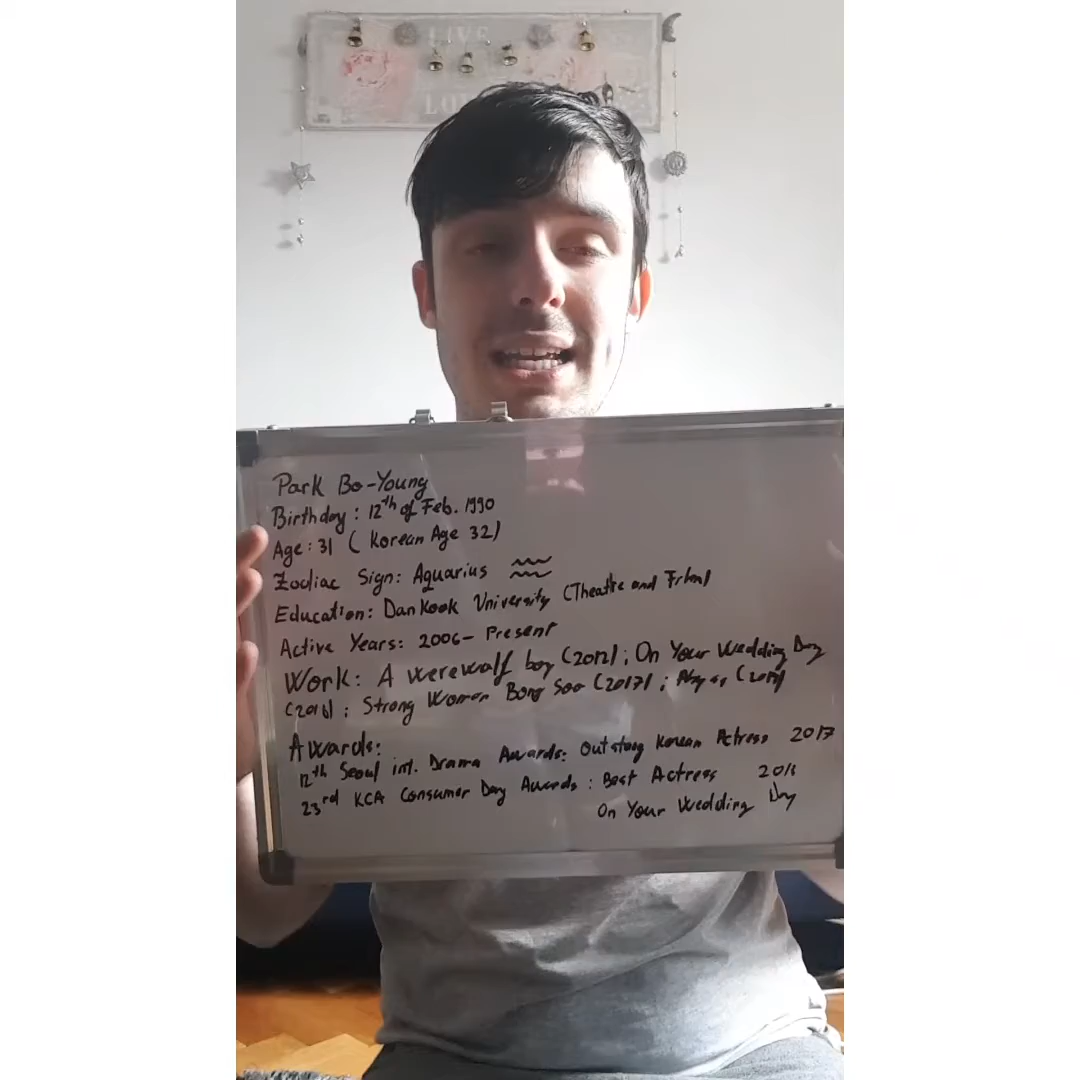 LIVE
Park Bo-Young
Birthday: 12th of Feb. 1990
Age: 31 (Korean Age 32)
Zodiac Sign: Aquarius
Education: DanKook University (Theatre and
Active Years: 2006- Present
Work: A werewolf boy (2012); On Your Wedding Day
(2018); Strong Woman Bong Soo (2017);
Awards:
12th Seoul int. Drama Awards: Korean Actress 2017
23rd KCA Consumer Day Awards: Best Actress 2018
On Your Wedding Day